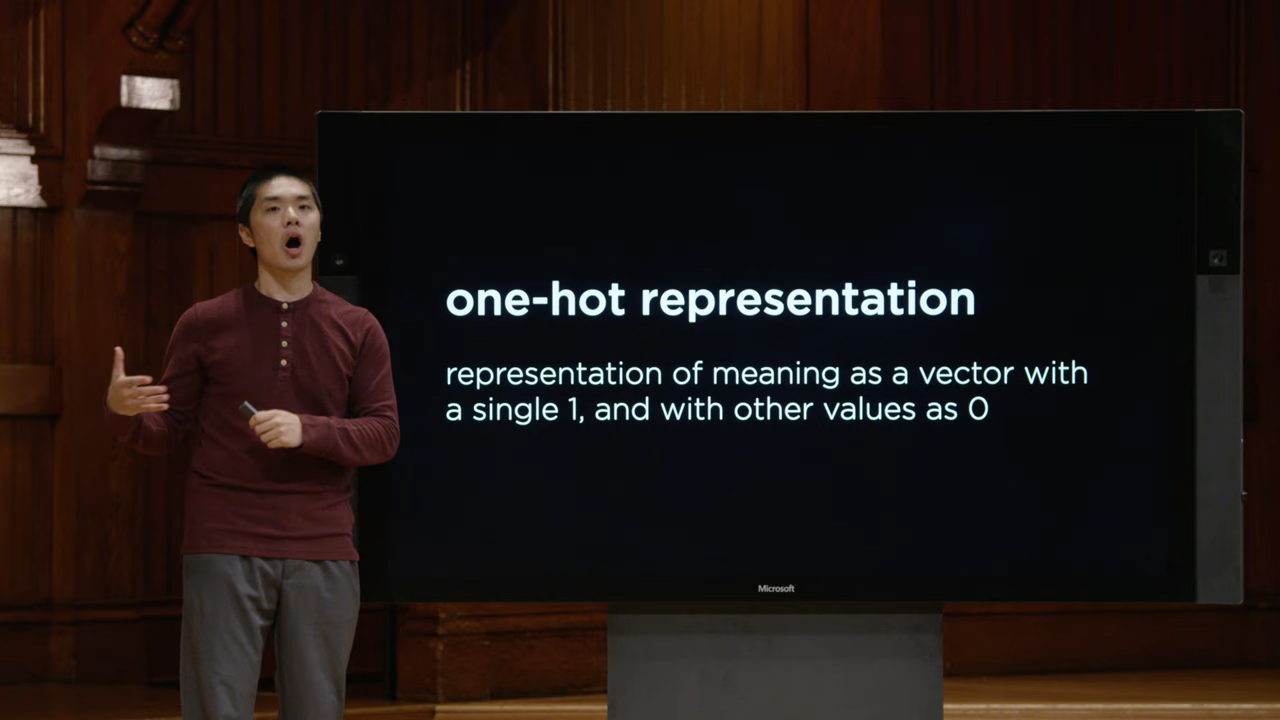 one-hot representation
representation of meaning as a vector with
a single 1, and with other values as 0
Microsoft